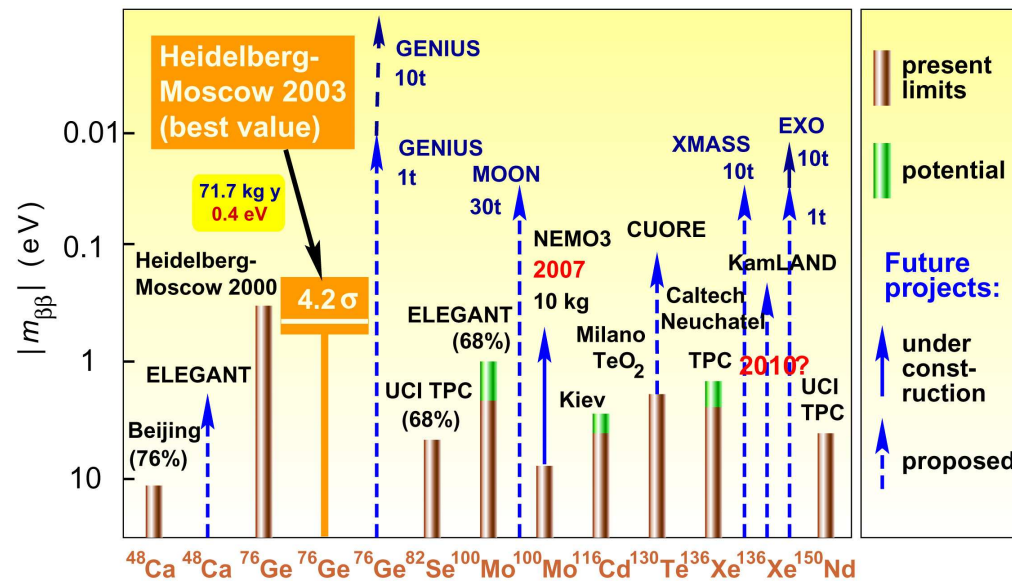 |m_ββ| (eV)
0.01
0.1
1
10
Heidelberg-
Moscow 2003
(best value)
71.7 kg y
0.4 eV
Heidelberg-
Moscow 2000
4.2 σ
ELEGANT
Beijing
(76%)
GENIUS
10t
GENIUS
1t
MOON
30t
NEMO3
2007
10 kg
ELEGANT
(68%)
UCI TPC
(68%)
CUORE
Milano
TeO₂
Kiev
XMASS
10t
EXO
10t
1t
KamLAND
Caltech
Neuchatel
TPC
2010?
UCI
TPC
⁴⁸Ca ⁴⁸Ca ⁷⁶Ge ⁷⁶Ge ⁷⁶Ge ⁸²Se ¹⁰⁰Mo ¹⁰⁰Mo ¹¹⁶Cd ¹³⁰Te ¹³⁶Xe ¹³⁶Xe ¹⁵⁰Nd
present
limits
potential
Future
projects:
under
const-
ruction
proposed